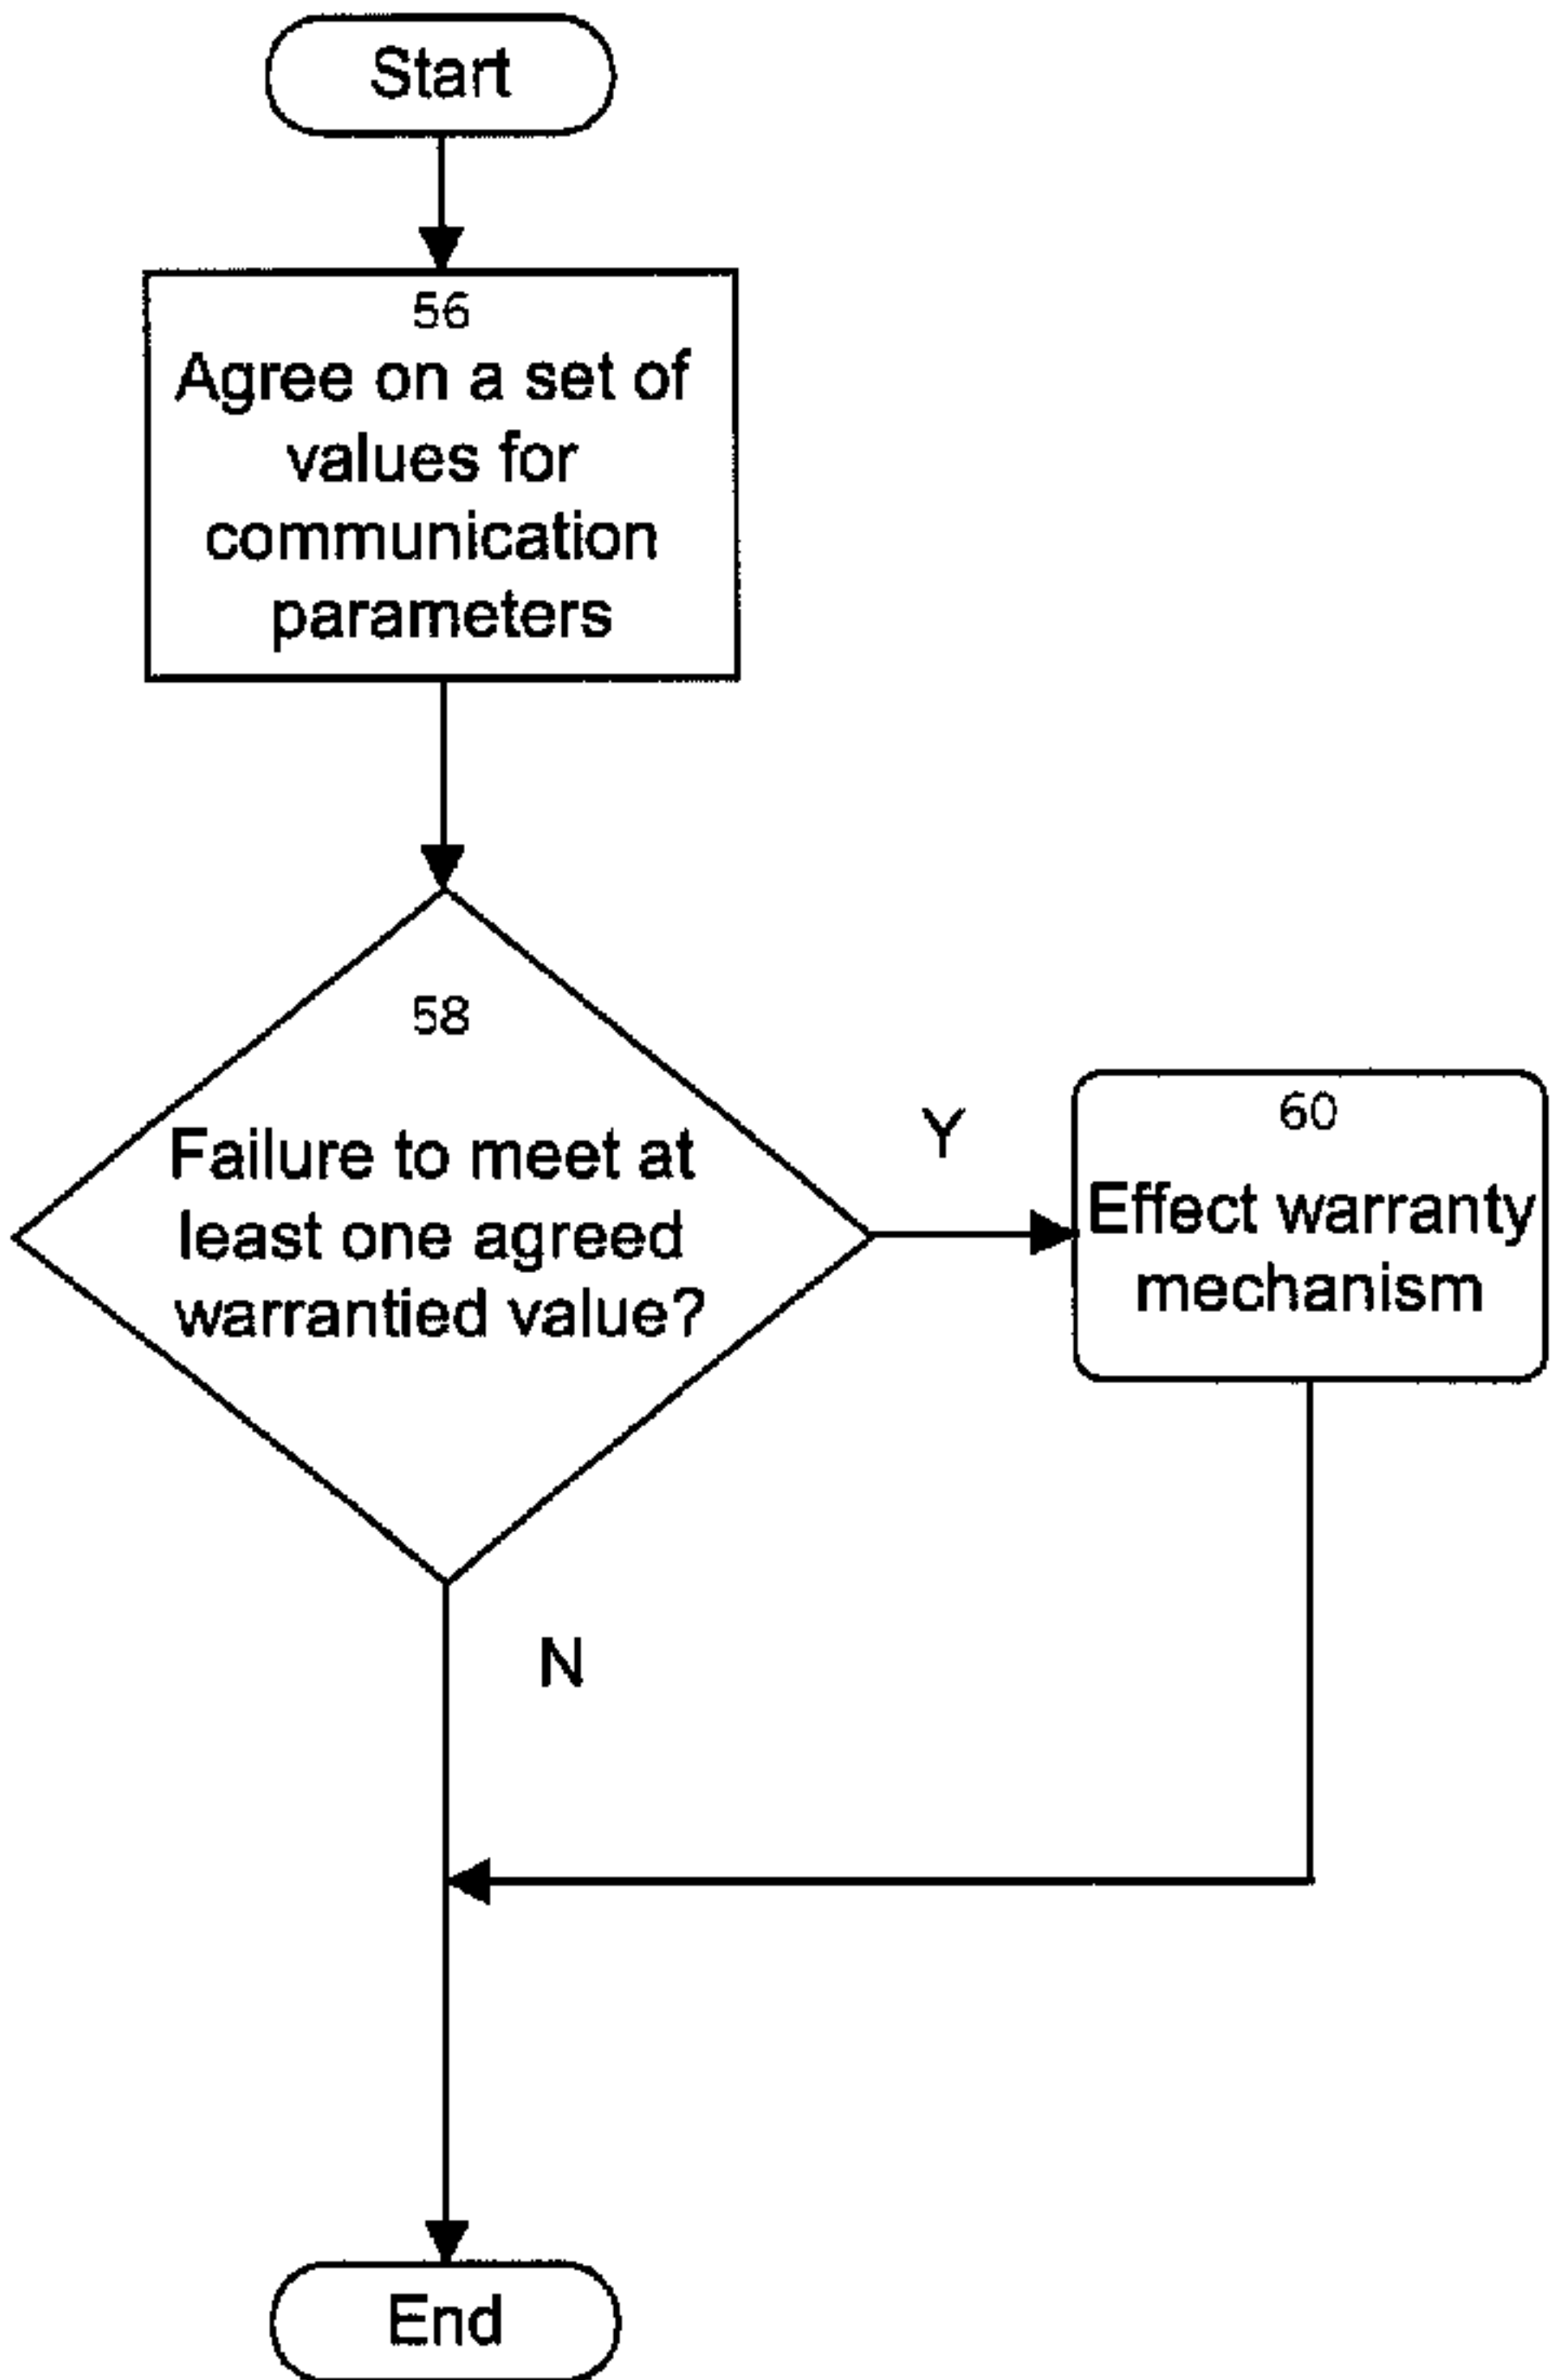 Start
56
Agree on a set of
values for
communication
parameters
58
Failure to meet at
least one agreed
warrantied value?
Y
60
Effect warranty
mechanism
N
End